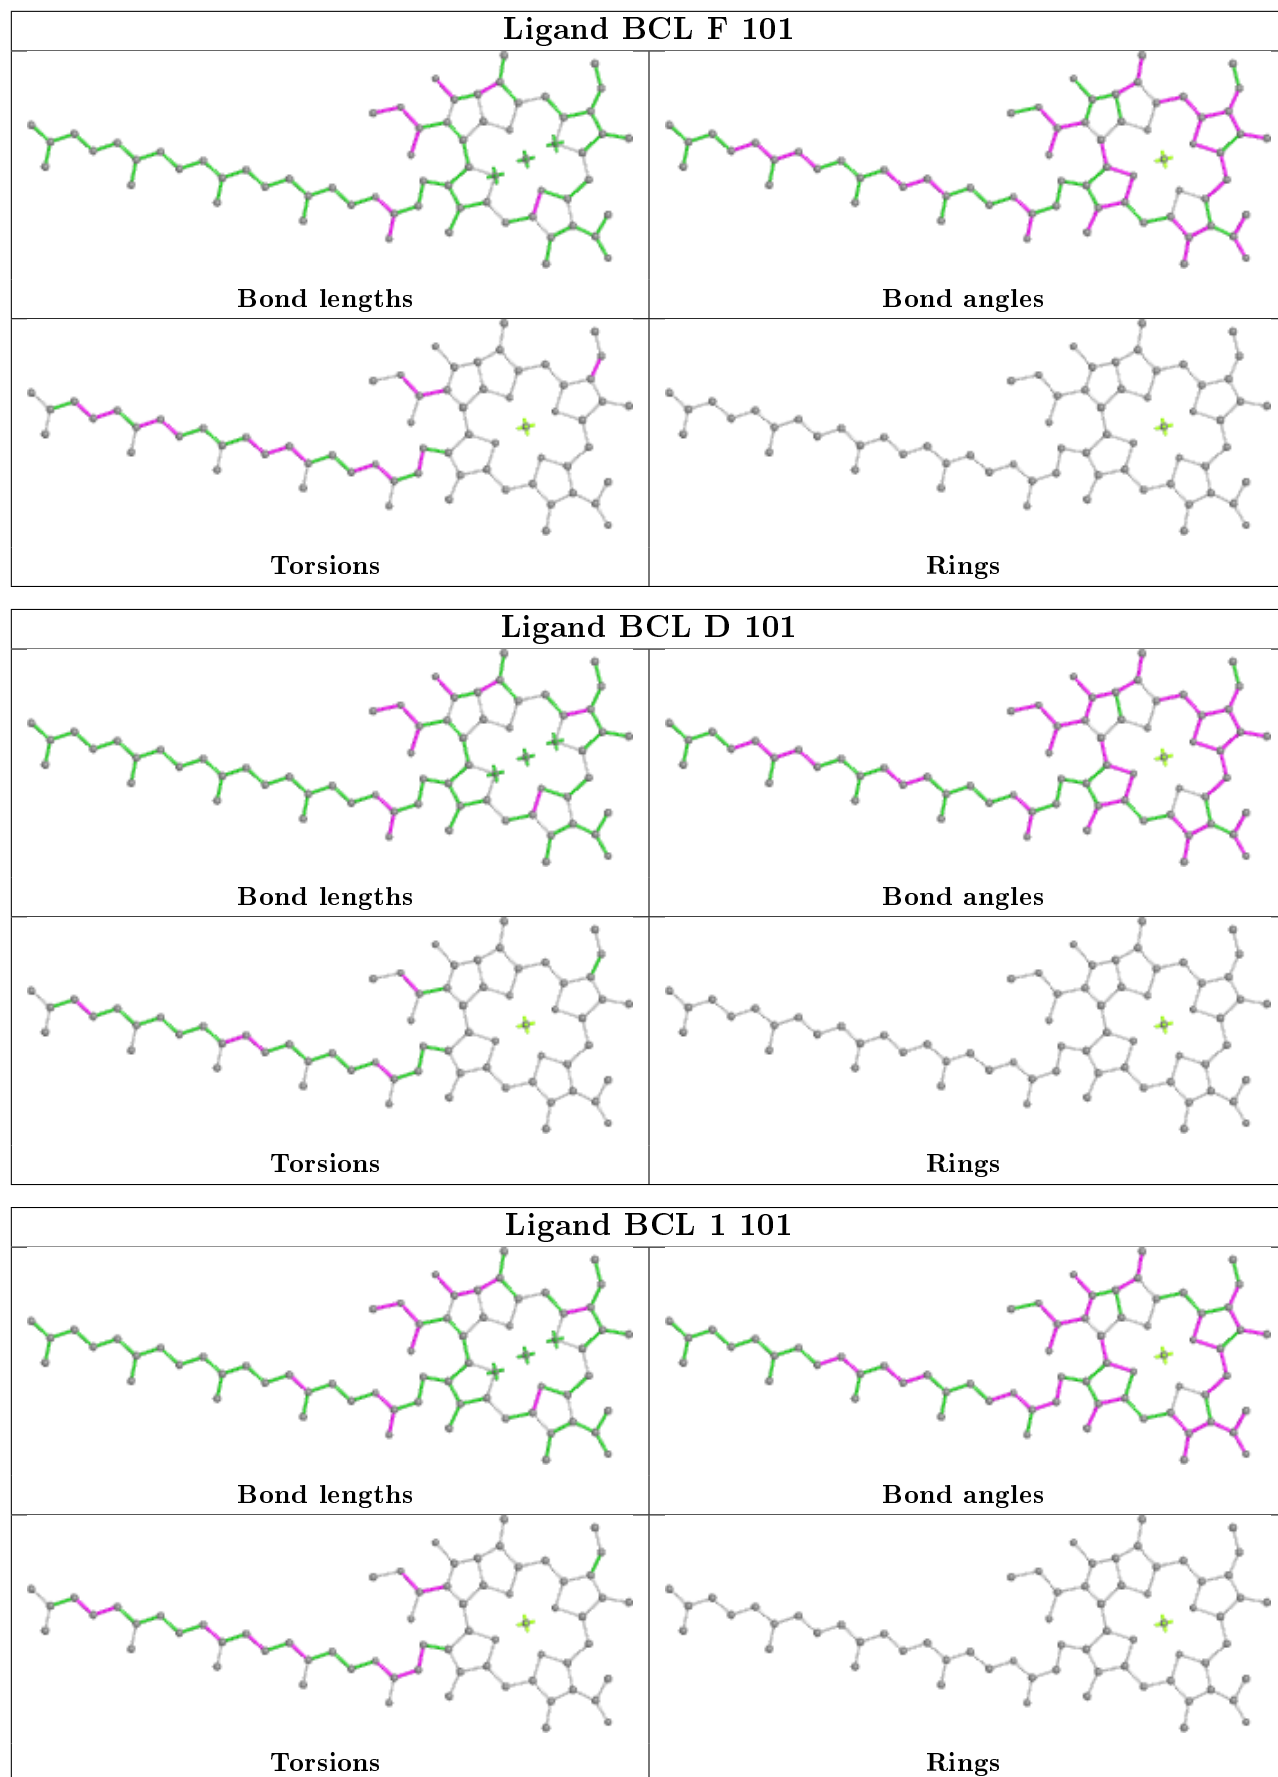 Ligand BCL F 101
Bond lengths
Bond angles
Torsions
Rings
Ligand BCL D 101
Bond lengths
Bond angles
Torsions
Rings
Ligand BCL 1 101
Bond lengths
Bond angles
Torsions
Rings